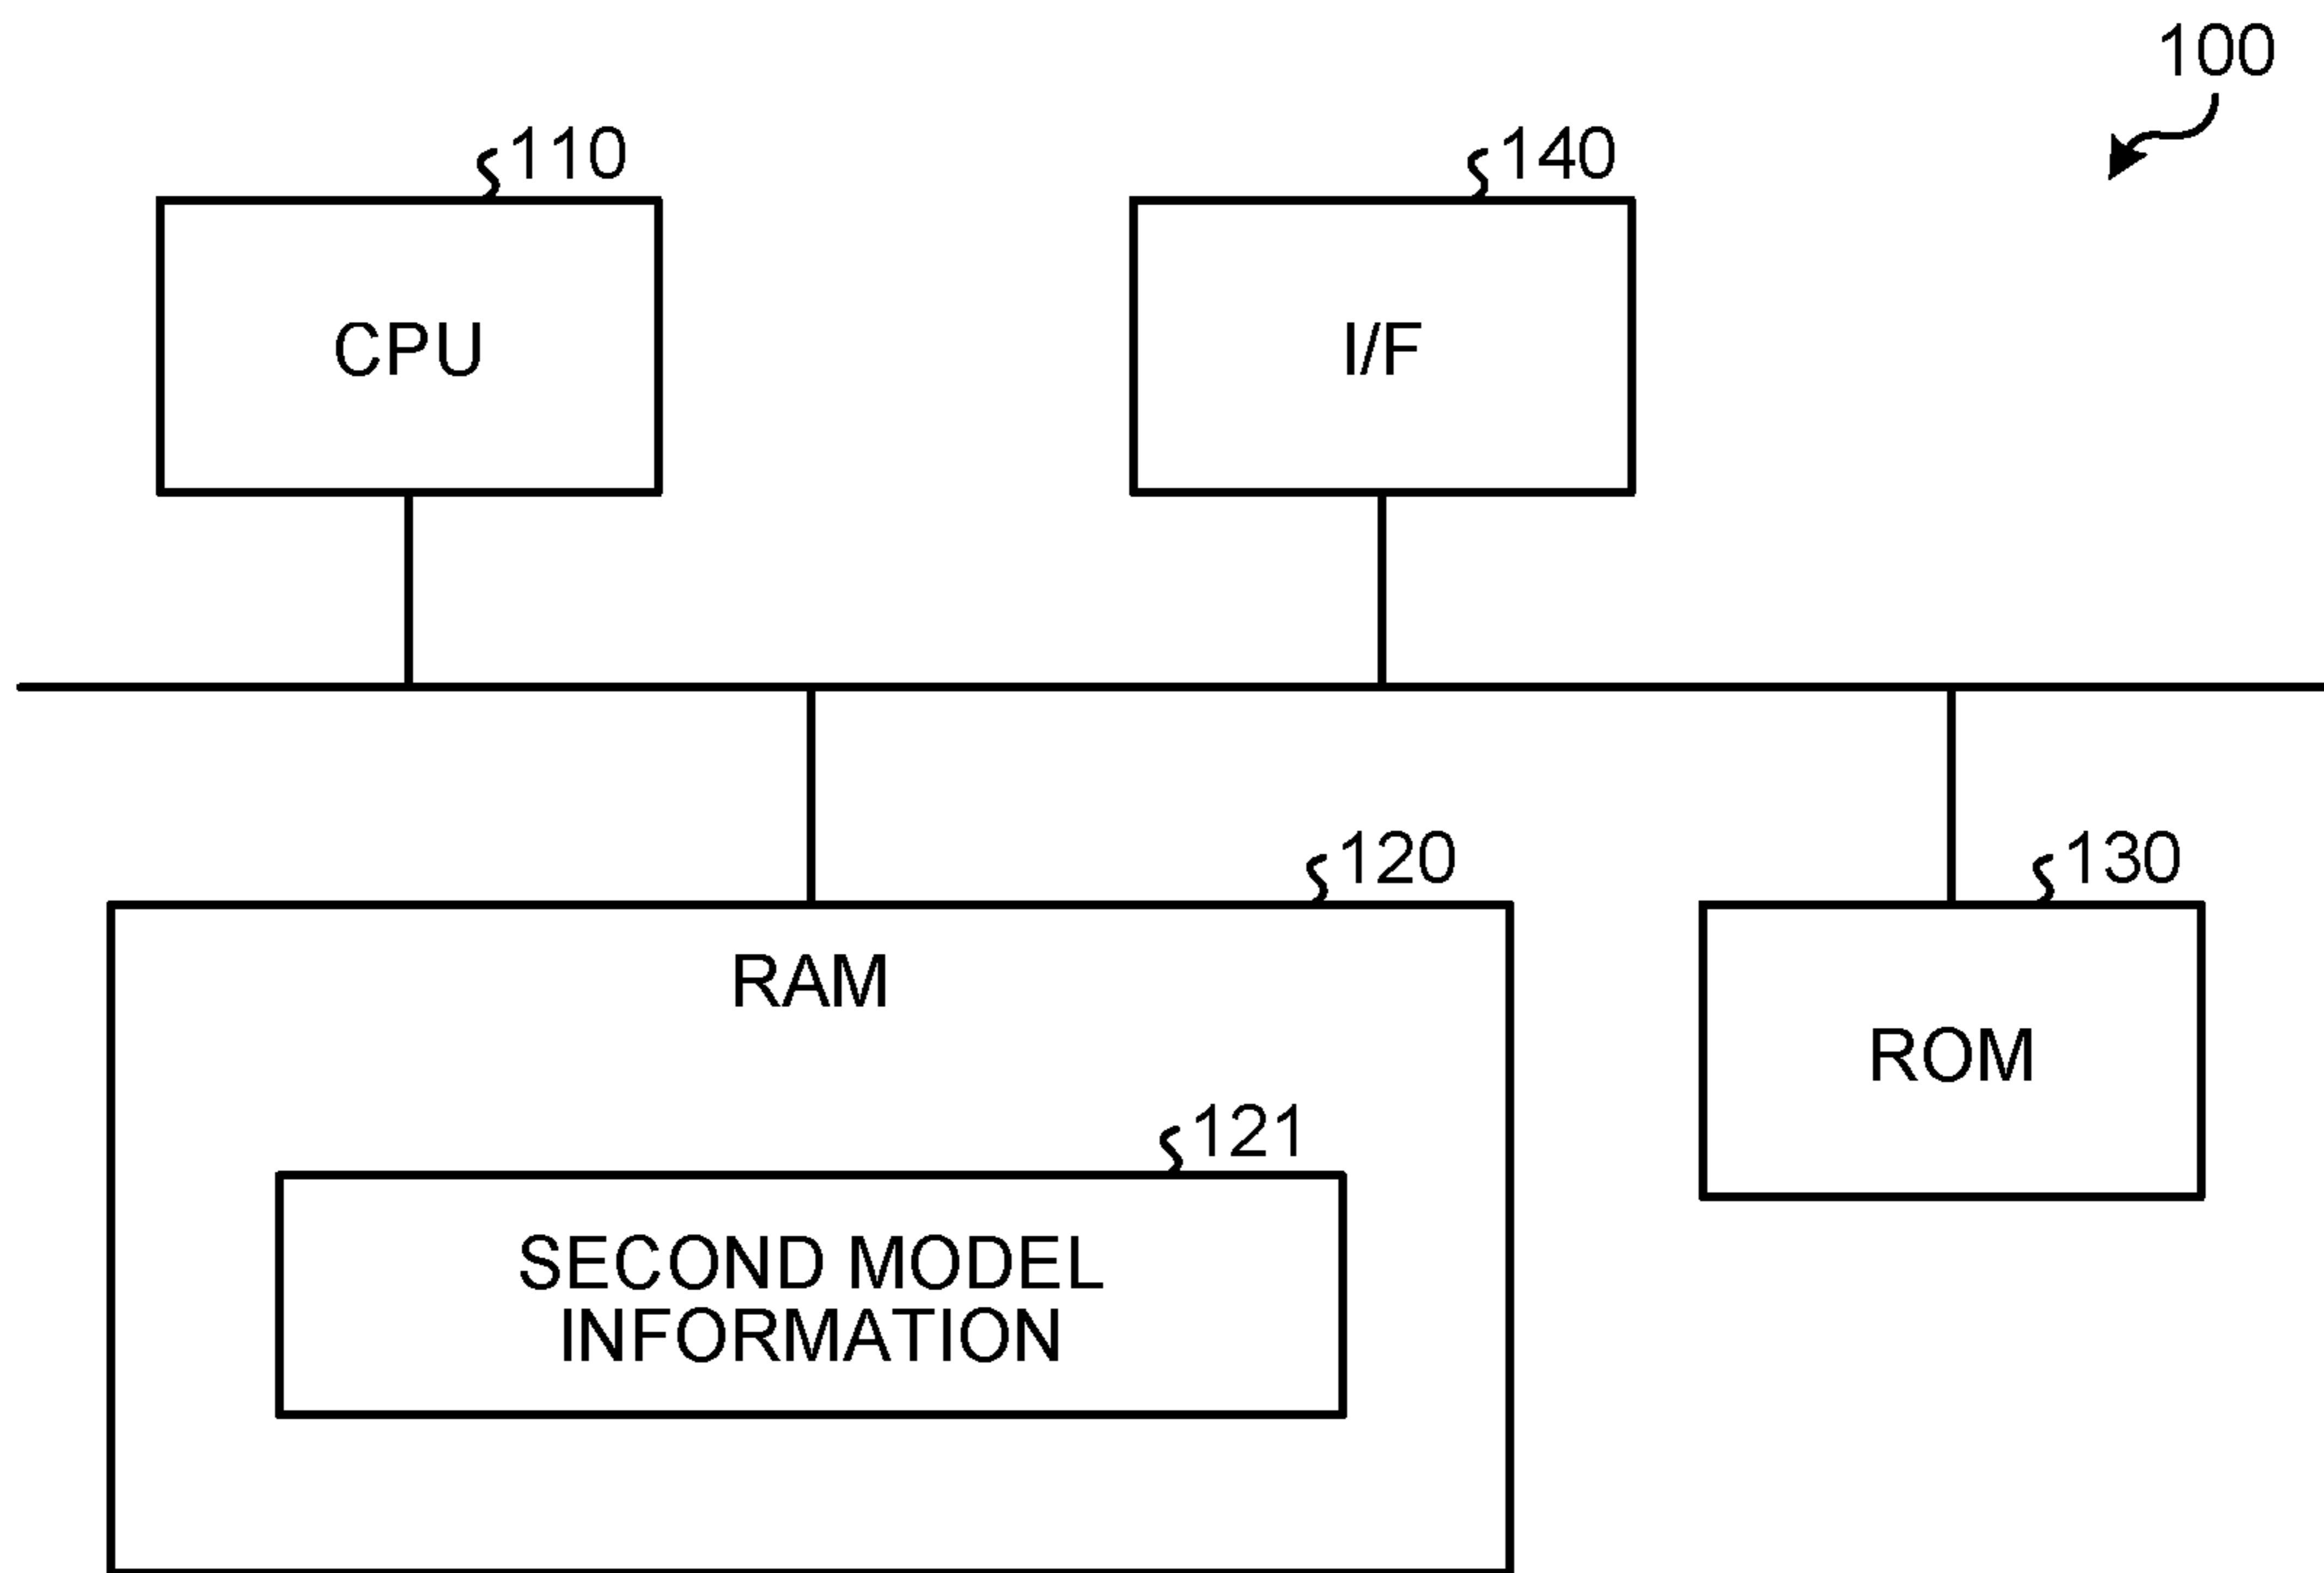 100
110
140
CPU
I/F
120
130
RAM
ROM
121
SECOND MODEL
INFORMATION